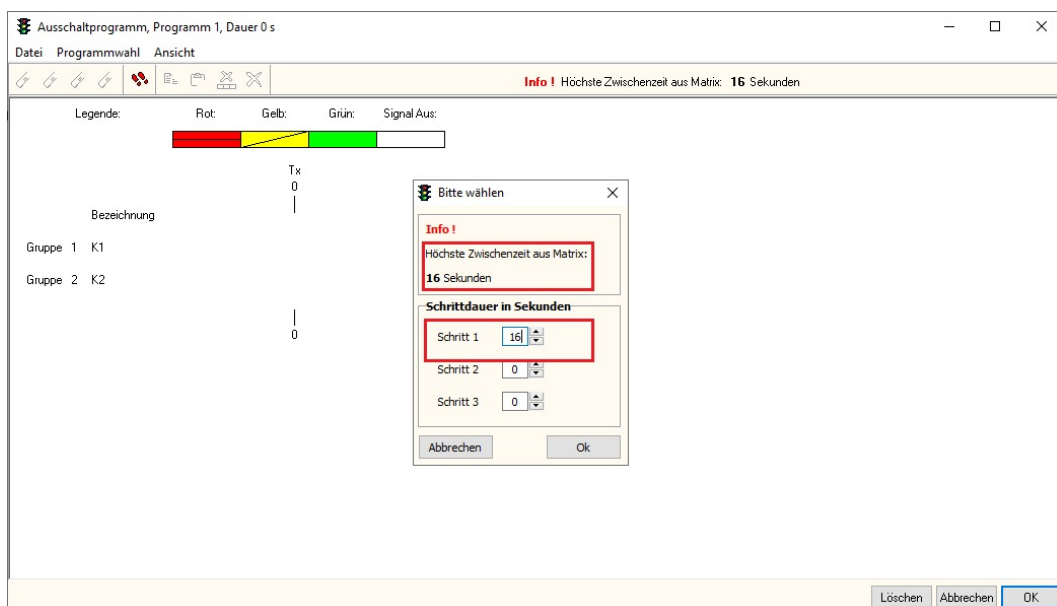 Ausschaltprogramm, Programm 1, Dauer 0 s
Datei Programmwahl Ansicht
Info ! Höchste Zwischenzeit aus Matrix: 16 Sekunden
Legende: Rot: Gelb: Grün: Signal Aus:
Tx
0
Bezeichnung
Gruppe 1 K1
Gruppe 2 K2
0
Bitte wählen
Info !
Höchste Zwischenzeit aus Matrix:
16 Sekunden
Schrittdauer in Sekunden
Schritt 1 16
Schritt 2 0
Schritt 3 0
Abbrechen Ok
Löschen Abbrechen OK